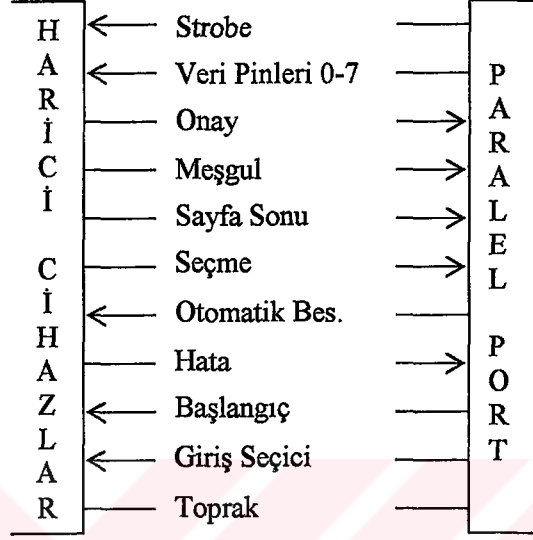 HARİCİ CİHAZLAR
Strobe
Veri Pinleri 0-7
Onay
Meşgul
Sayfa Sonu
Seçme
Otomatik Bes.
Hata
Başlangıç
Giriş Seçici
Toprak
PARALEL PORT